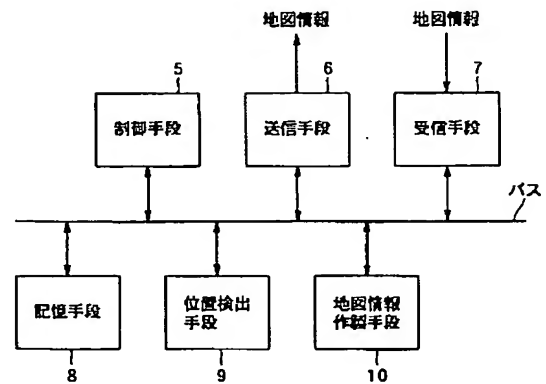 地図情報
地図情報
5
6
7
制御手段
送信手段
受信手段
バス
記憶手段
位置検出
手段
地図情報
作製手段
8
9
10